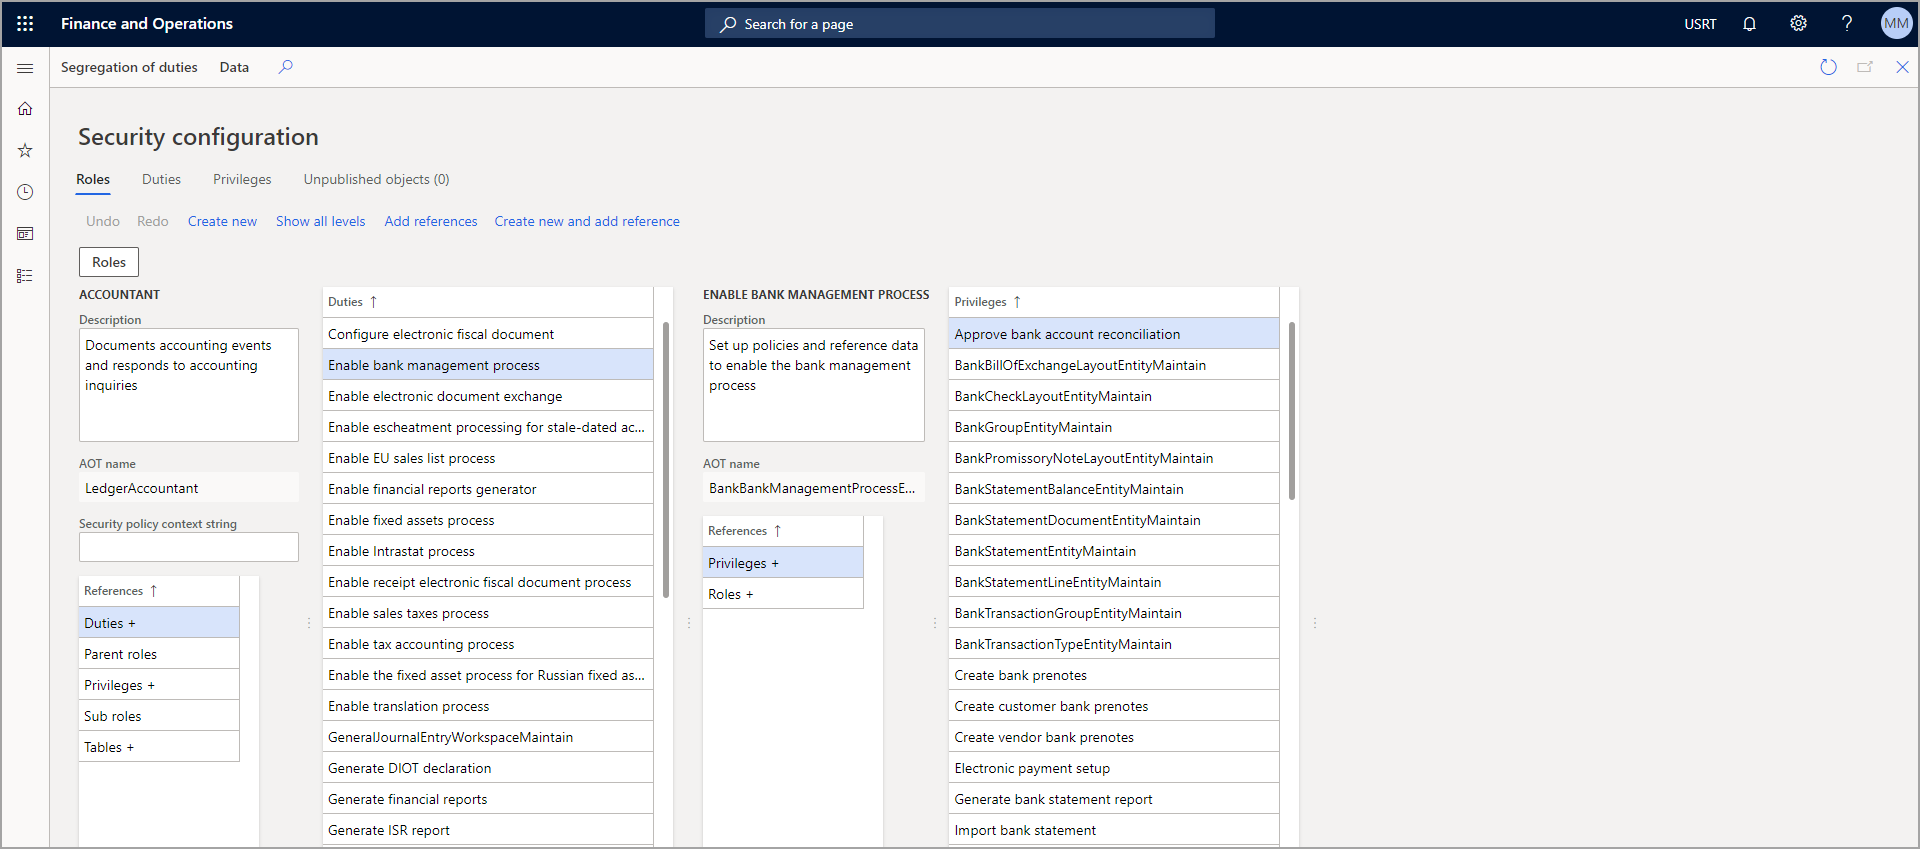 Finance and Operations
Search for a page
USRT
MM
Segregation of duties
Data
Security configuration
Roles
Duties
Privileges
Unpublished objects (0)
Undo
Redo
Create new
Show all levels
Add references
Create new and add reference
Roles
ACCOUNTANT
Description
Documents accounting events
and responds to accounting
inquiries
AOT name
LedgerAccountant
Security policy context string
References
Duties +
Parent roles
Privileges +
Sub roles
Tables +
Duties
Configure electronic fiscal document
Enable bank management process
Enable electronic document exchange
Enable escheatment processing for stale-dated ac...
Enable EU sales list process
Enable financial reports generator
Enable fixed assets process
Enable Intrastat process
Enable receipt electronic fiscal document process
Enable sales taxes process
Enable tax accounting process
Enable the fixed asset process for Russian fixed as...
Enable translation process
GeneralJournalEntryWorkspaceMaintain
Generate DIOT declaration
Generate financial reports
Generate ISR report
ENABLE BANK MANAGEMENT PROCESS
Description
Set up policies and reference data
to enable the bank management
process
AOT name
BankBankManagementProcessE...
References
Privileges +
Roles +
Privileges
Approve bank account reconciliation
BankBillOfExchangeLayoutEntityMaintain
BankCheckLayoutEntityMaintain
BankGroupEntityMaintain
BankPromissoryNoteLayoutEntityMaintain
BankStatementBalanceEntityMaintain
BankStatementDocumentEntityMaintain
BankStatementEntityMaintain
BankStatementLineEntityMaintain
BankTransactionGroupEntityMaintain
BankTransactionTypeEntityMaintain
Create bank prenotes
Create customer bank prenotes
Create vendor bank prenotes
Electronic payment setup
Generate bank statement report
Import bank statement